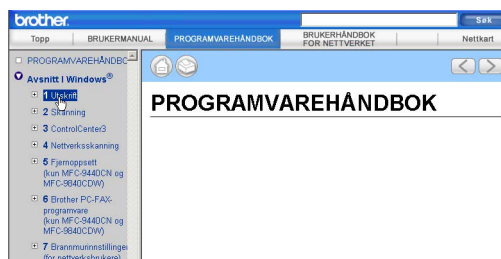 brother.
Søk
Topp
BRUKERMANUAL
PROGRAMVAREHÅNDBOK
BRUKERHÅNDBOK
FOR NETTVERKET
Nettkart
PROGRAMVAREHÅNDBC
Avsnitt I Windows®
1 Utskrift
2 Skanning
3 ControlCenter3
4 Nettverksskanning
5 Fjernoppsett
(kun MFC-9440CN og
MFC-9840CDW)
6 Brother PC-FAX-
programvare
(kun MFC-9440CN og
MFC-9840CDW)
7 Brannmurinnstillinger
(for nettverksbrukere)
PROGRAMVAREHÅNDBOK